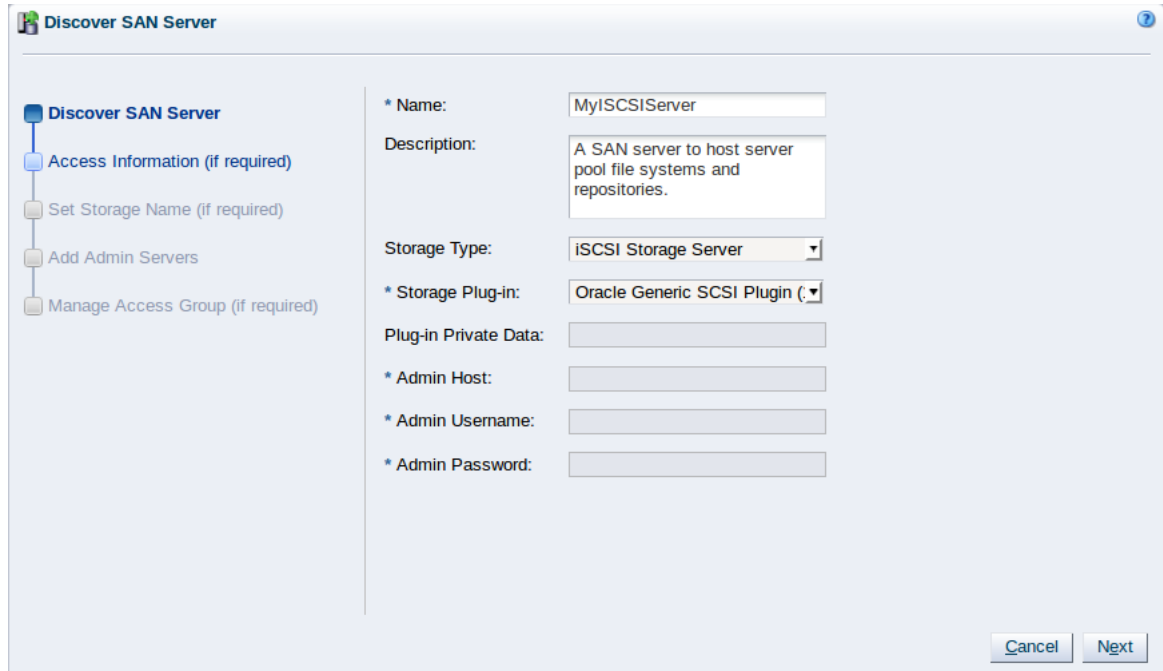 Discover SAN Server
?
Discover SAN Server
Access Information (if required)
Set Storage Name (if required)
Add Admin Servers
Manage Access Group (if required)
* Name:
MyISCSIServer
Description:
A SAN server to host server
pool file systems and
repositories.
Storage Type:
iSCSI Storage Server
* Storage Plug-in:
Oracle Generic SCSI Plugin (
Plug-in Private Data:
* Admin Host:
* Admin Username:
* Admin Password:
Cancel
Next